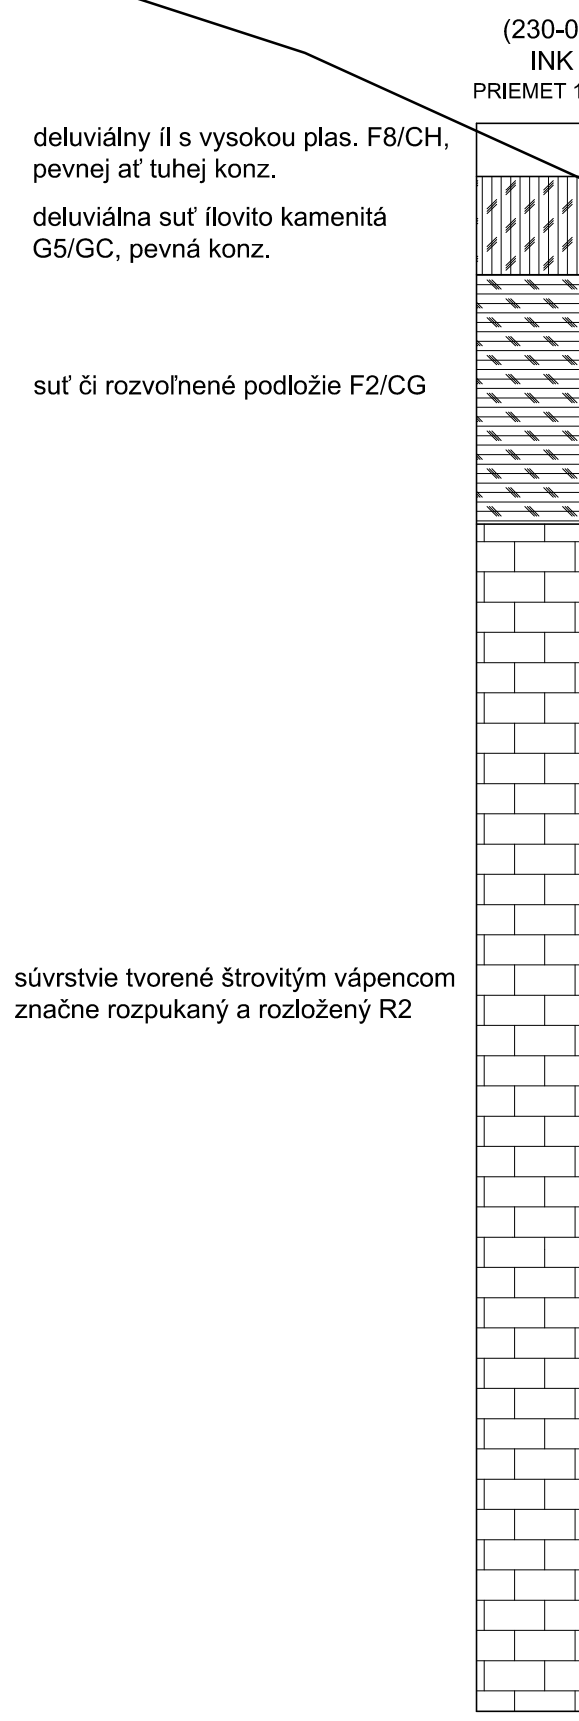 (230-0
INK
PRIEMET 1
deluviálny íl s vysokou plas. F8/CH,
pevnej ať tuhej konz.
deluviálna suť ílovito kamenitá
G5/GC, pevná konz.
suť či rozvoľnené podložie F2/CG
súvrstvie tvorené štrovitým vápencom
značne rozpukaný a rozložený R2